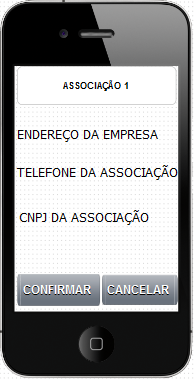 ASSOCIAÇÃO 1
ENDEREÇO DA EMPRESA
TELEFONE DA ASSOCIAÇÃO
CNPJ DA ASSOCIAÇÃO
CONFIRMAR CANCELAR